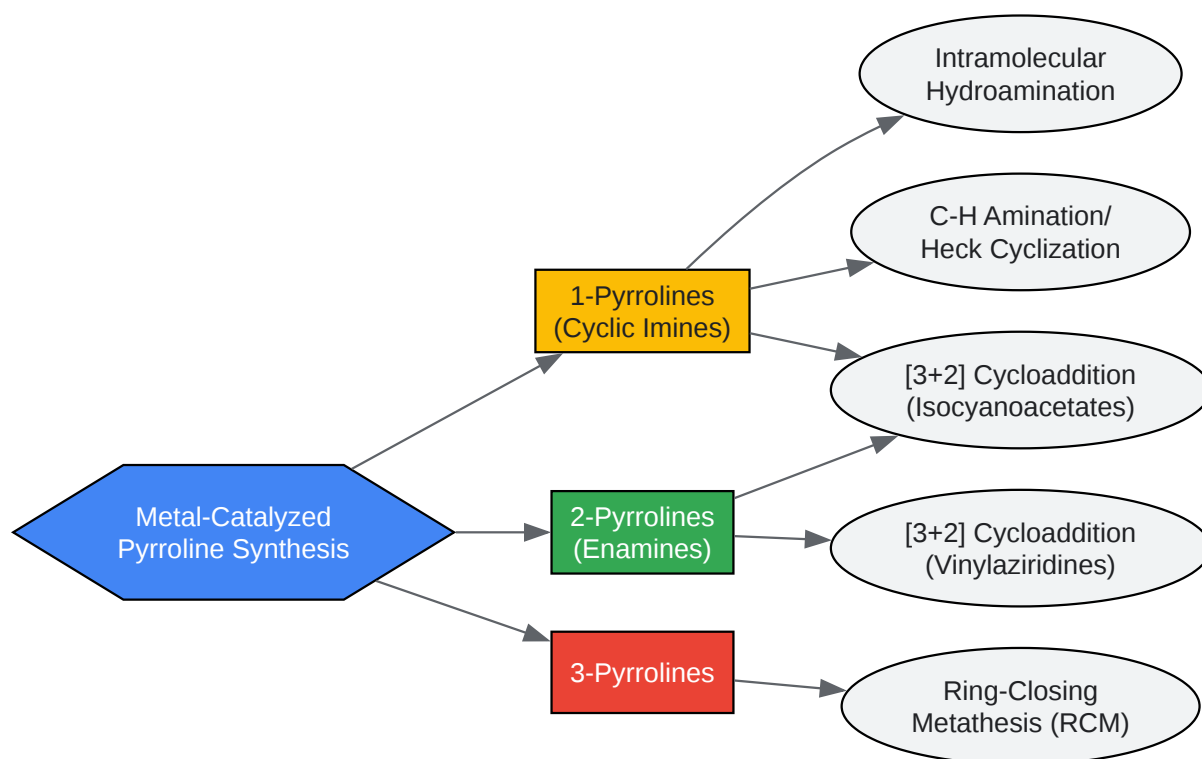 Intramolecular
Hydroamination
C-H Amination/
Heck Cyclization
1-Pyrrolines
(Cyclic Imines)
[3+2] Cycloaddition
(Isocyanoacetates)
Metal-Catalyzed
Pyrroline Synthesis
2-Pyrrolines
(Enamines)
[3+2] Cycloaddition
(Vinylaziridines)
3-Pyrrolines
Ring-Closing
Metathesis (RCM)